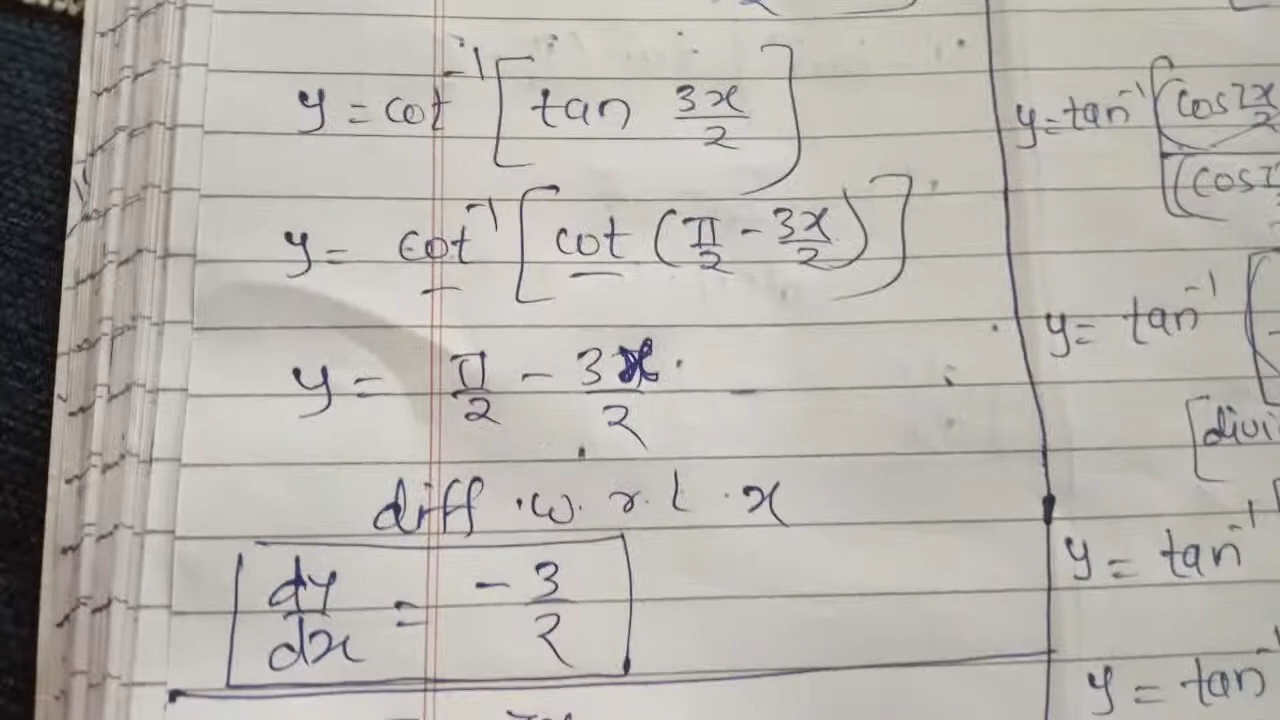 y = cot⁻¹ [tan 3x/2]
y = cot⁻¹ [cot (π/2 - 3x/2)]
y = π/2 - 3x/2
diff.w.r.t.x
dy/dx = -3/2
y=tan⁻¹
y= tan⁻¹
y = tan⁻¹
y = tan⁻¹